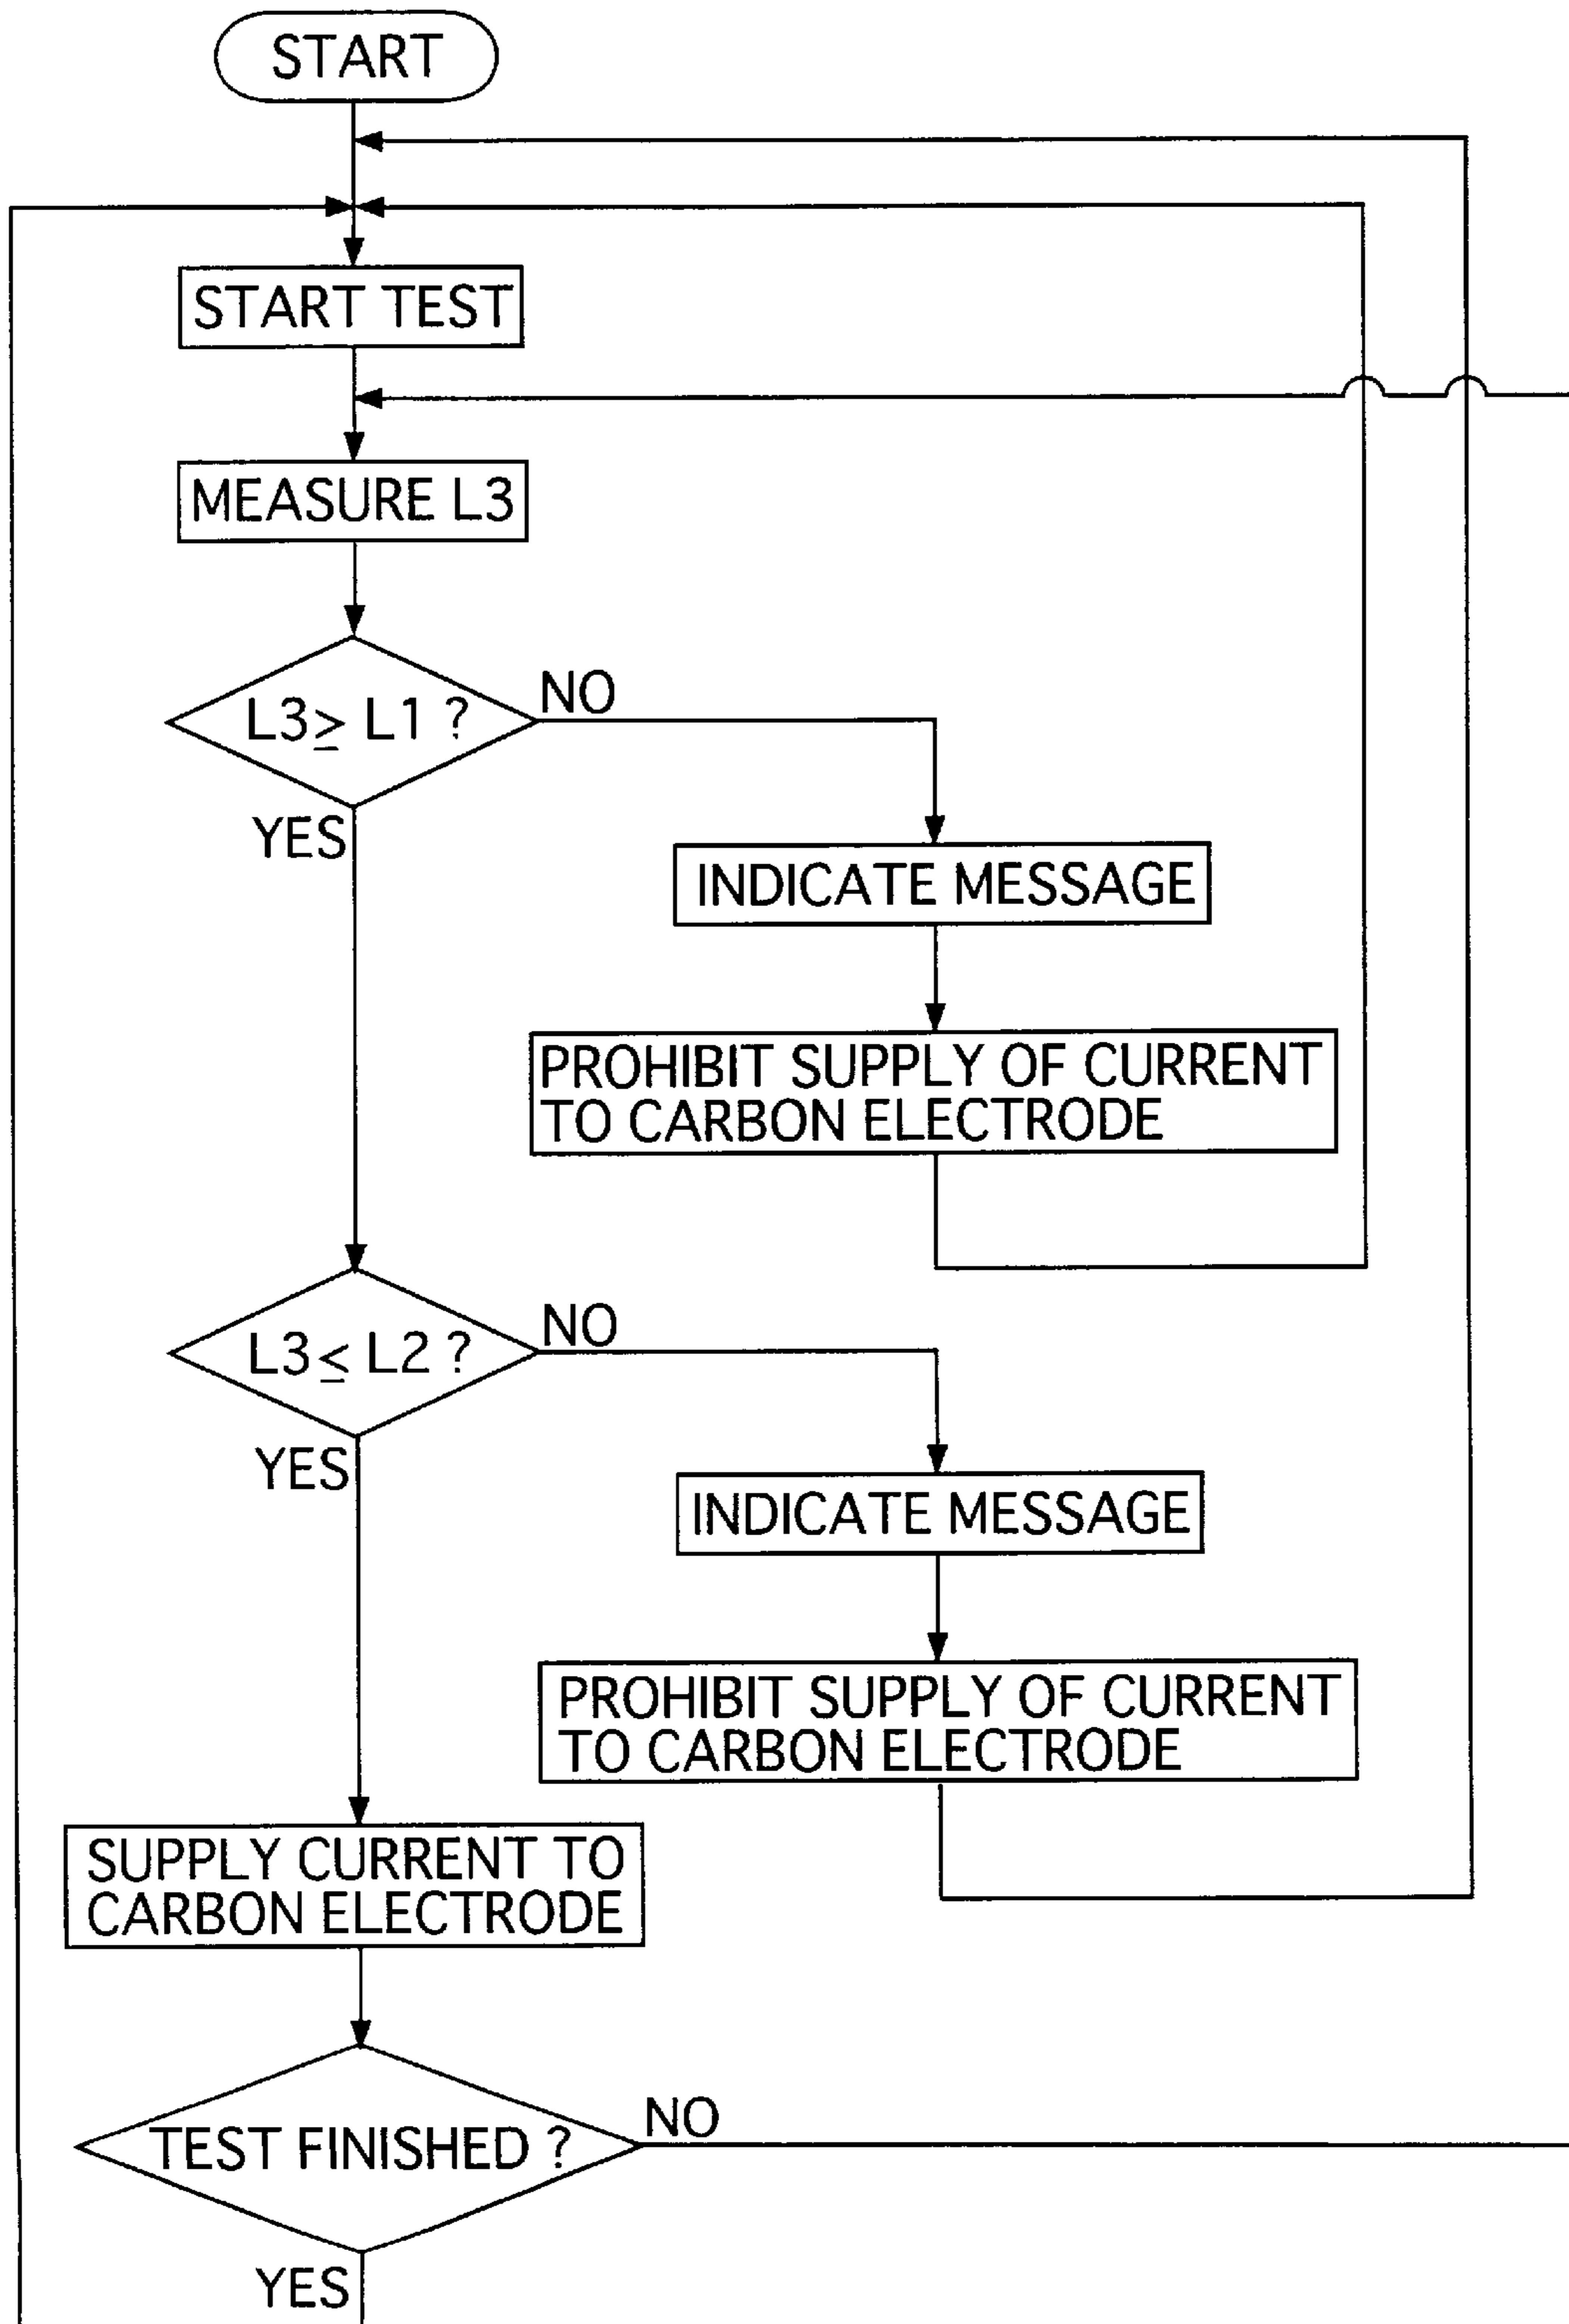 START
START TEST
MEASURE L3
L3≥ L1 ?
NO
YES
INDICATE MESSAGE
PROHIBIT SUPPLY OF CURRENT
TO CARBON ELECTRODE
L3≤ L2 ?
NO
YES
INDICATE MESSAGE
PROHIBIT SUPPLY OF CURRENT
TO CARBON ELECTRODE
SUPPLY CURRENT TO
CARBON ELECTRODE
TEST FINISHED ?
NO
YES